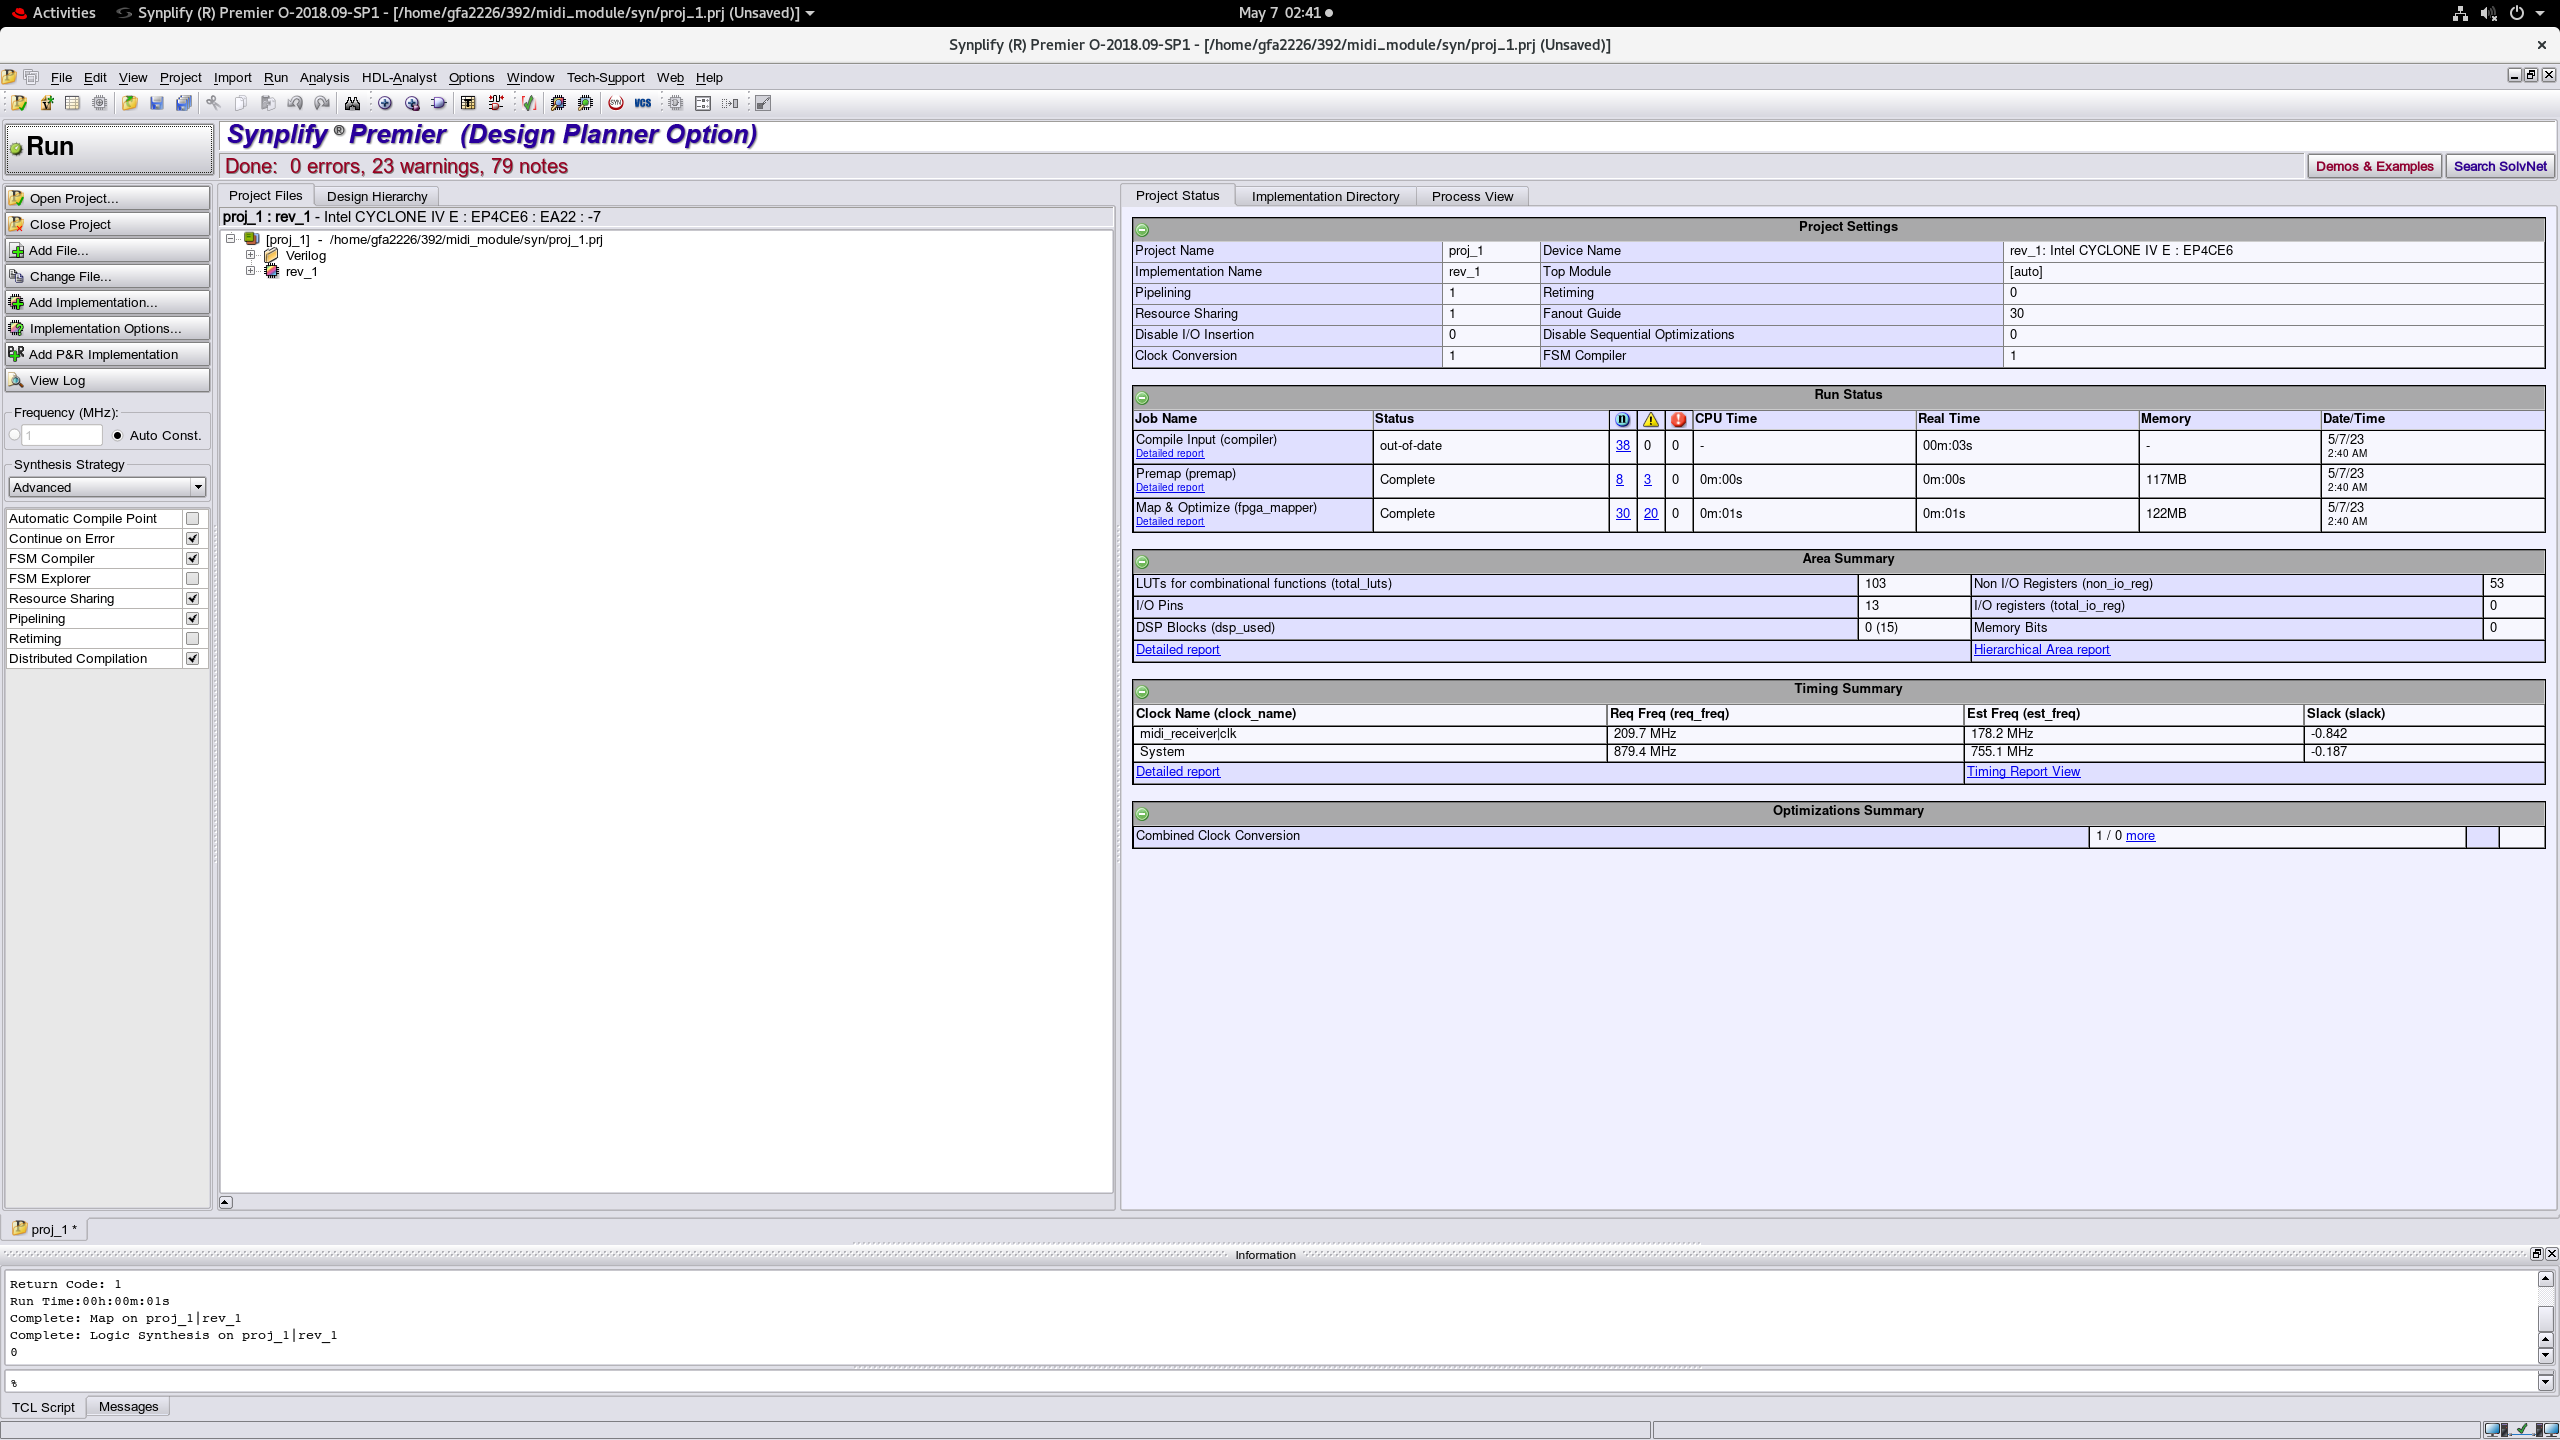 Activities Synplify (R) Premier O-2018.09-SP1 - [/home/gfa2226/392/midi_module/syn/proj_1.prj (Unsaved)] May 7 02:41
Synplify (R) Premier O-2018.09-SP1 - [/home/gfa2226/392/midi_module/syn/proj_1.prj (Unsaved)]
File Edit View Project Import Run Analysis HDL-Analyst Options Window Tech-Support Web Help
VCS
Run
Synplify ® Premier (Design Planner Option)
Done: 0 errors, 23 warnings, 79 notes
Demos & Examples Search SolvNet
Open Project...
Close Project
Add File...
Change File...
Add Implementation...
Implementation Options...
Add P&R Implementation
View Log
Frequency (MHz):
1 Auto Const.
Synthesis Strategy
Advanced
Automatic Compile Point
Continue on Error
FSM Compiler
FSM Explorer
Resource Sharing
Pipelining
Retiming
Distributed Compilation
Project Files Design Hierarchy
proj_1 : rev_1 - Intel CYCLONE IV E : EP4CE6 : EA22 : -7
[proj_1] - /home/gfa2226/392/midi_module/syn/proj_1.prj
Verilog
rev_1
Project Status Implementation Directory Process View
Project Settings
Project Name proj_1 Device Name rev_1: Intel CYCLONE IV E : EP4CE6
Implementation Name rev_1 Top Module [auto]
Pipelining 1 Retiming 0
Resource Sharing 1 Fanout Guide 30
Disable I/O Insertion 0 Disable Sequential Optimizations 0
Clock Conversion 1 FSM Compiler 1
Run Status
Job Name Status n ! CPU Time Real Time Memory Date/Time
Compile Input (compiler) out-of-date 38 0 0 - 00m:03s - 5/7/23
Detailed report 2:40 AM
Premap (premap) Complete 8 3 0 0m:00s 0m:00s 117MB 5/7/23
Detailed report 2:40 AM
Map & Optimize (fpga_mapper) Complete 30 20 0 0m:01s 0m:01s 122MB 5/7/23
Detailed report 2:40 AM
Area Summary
LUTs for combinational functions (total_luts) 103 Non I/O Registers (non_io_reg) 53
I/O Pins 13 I/O registers (total_io_reg) 0
DSP Blocks (dsp_used) 0 (15) Memory Bits 0
Detailed report Hierarchical Area report
Timing Summary
Clock Name (clock_name) Req Freq (req_freq) Est Freq (est_freq) Slack (slack)
midi_receiver|clk 209.7 MHz 178.2 MHz -0.842
System 879.4 MHz 755.1 MHz -0.187
Detailed report Timing Report View
Optimizations Summary
Combined Clock Conversion 1 / 0 more
proj_1 *
Information
Return Code: 1
Run Time:00h:00m:01s
Complete: Map on proj_1|rev_1
Complete: Logic Synthesis on proj_1|rev_1
0
%
TCL Script Messages